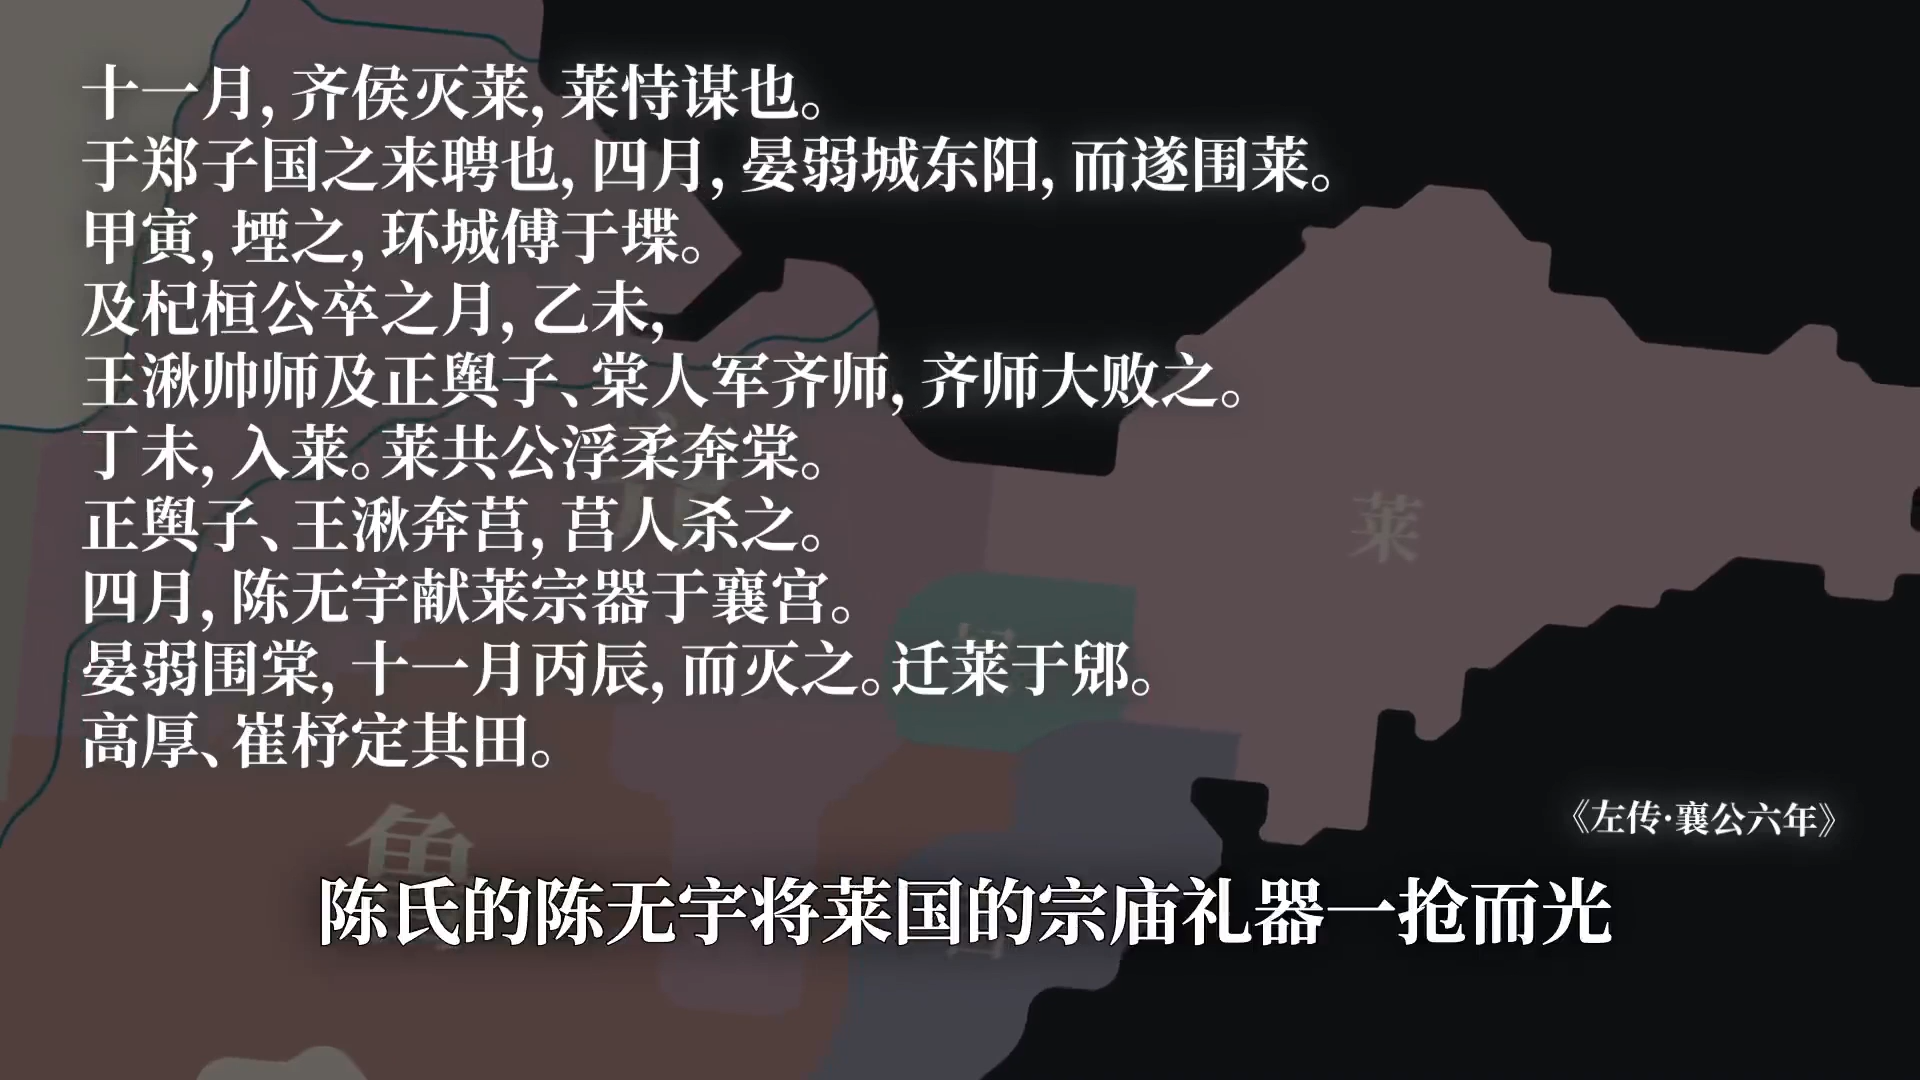 十一月，齐侯灭莱，莱恃谋也。
于郑子国之来聘也，四月，晏弱城东阳，而遂围莱。
甲寅，堙之，环城傅于堞。
及杞桓公卒之月，乙未，
王湫帅师及正舆子、棠人军齐师，齐师大败之。
丁未，入莱。莱共公浮柔奔棠。
正舆子、王湫奔莒，莒人杀之。
四月，陈无宇献莱宗器于襄宫。
晏弱围棠，十一月丙辰，而灭之。迁莱于郳。
高厚、崔杼定其田。
齐
莱
鲁
《左传·襄公六年》
陈氏的陈无宇将莱国的宗庙礼器一抢而光